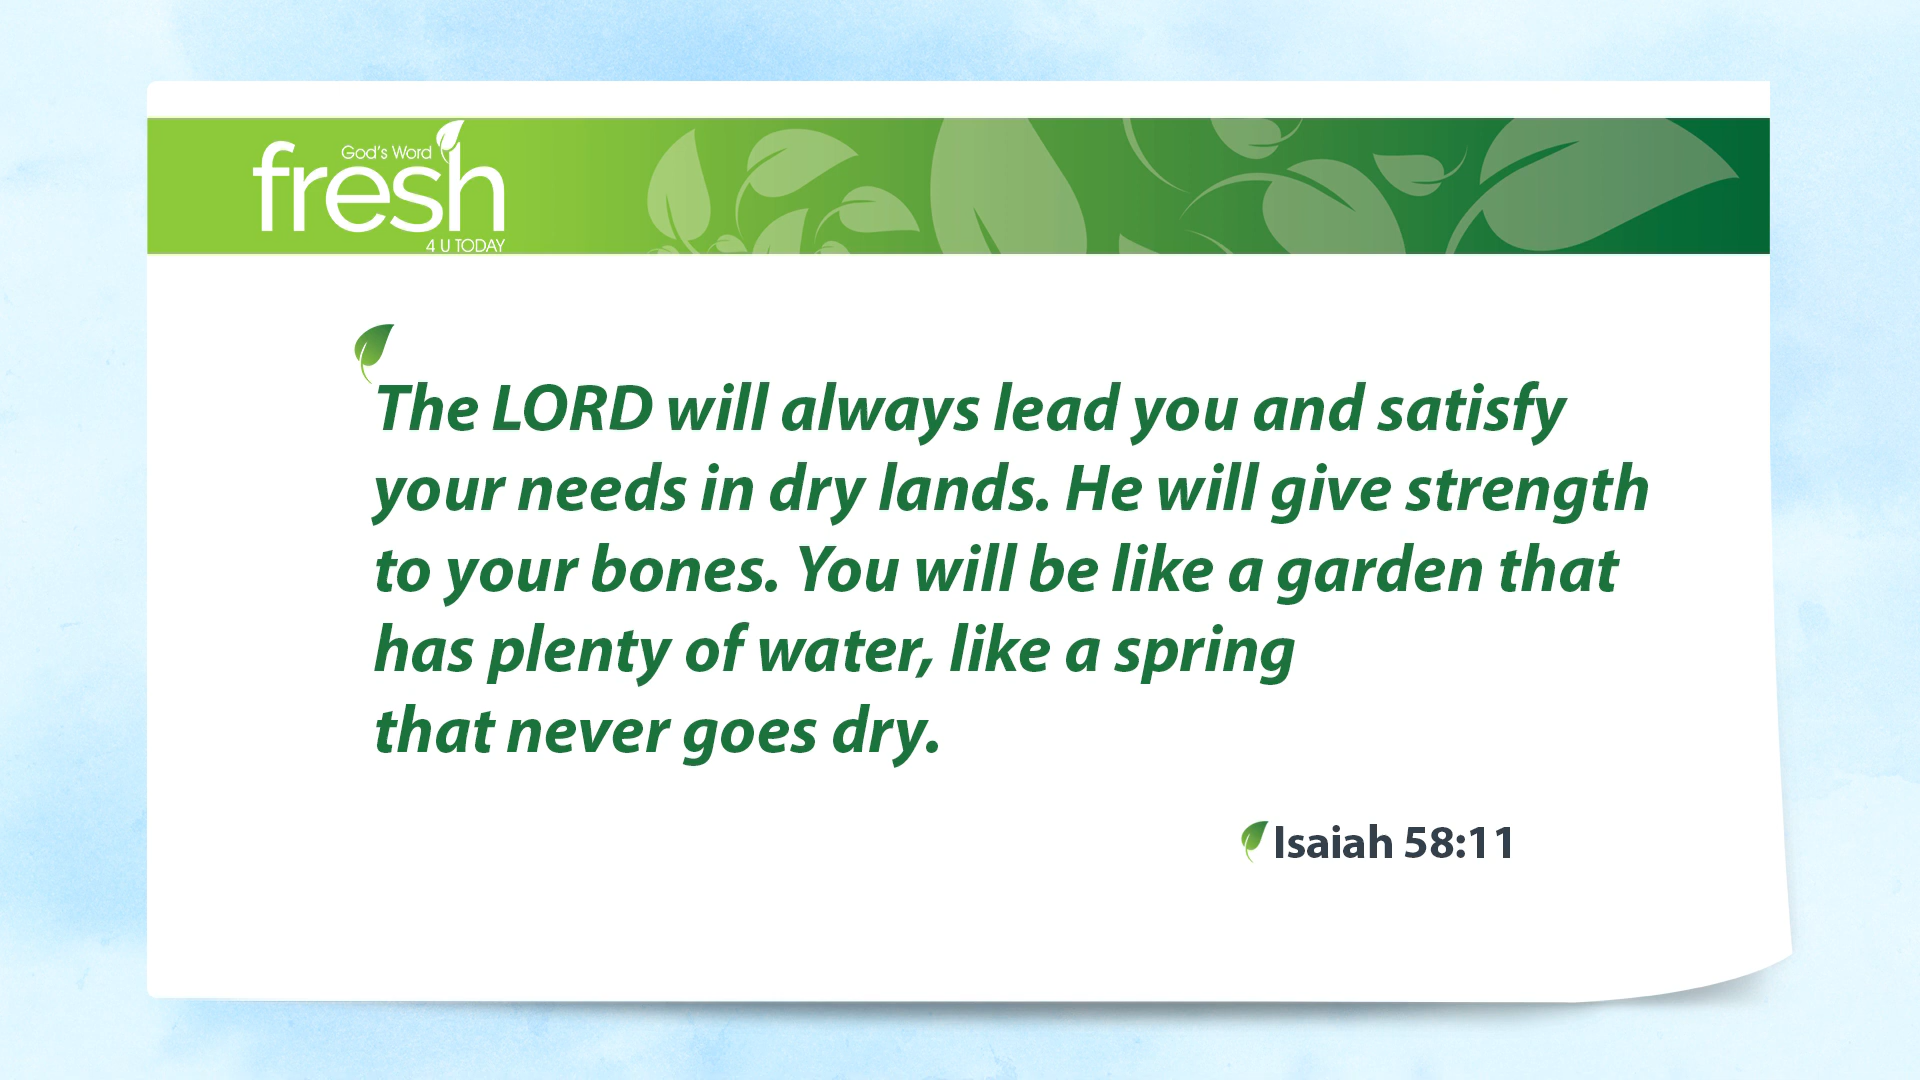 God's Word
fresh
4 U TODAY
The LORD will always lead you and satisfy
your needs in dry lands. He will give strength
to your bones. You will be like a garden that
has plenty of water, like a spring
that never goes dry.
Isaiah 58:11